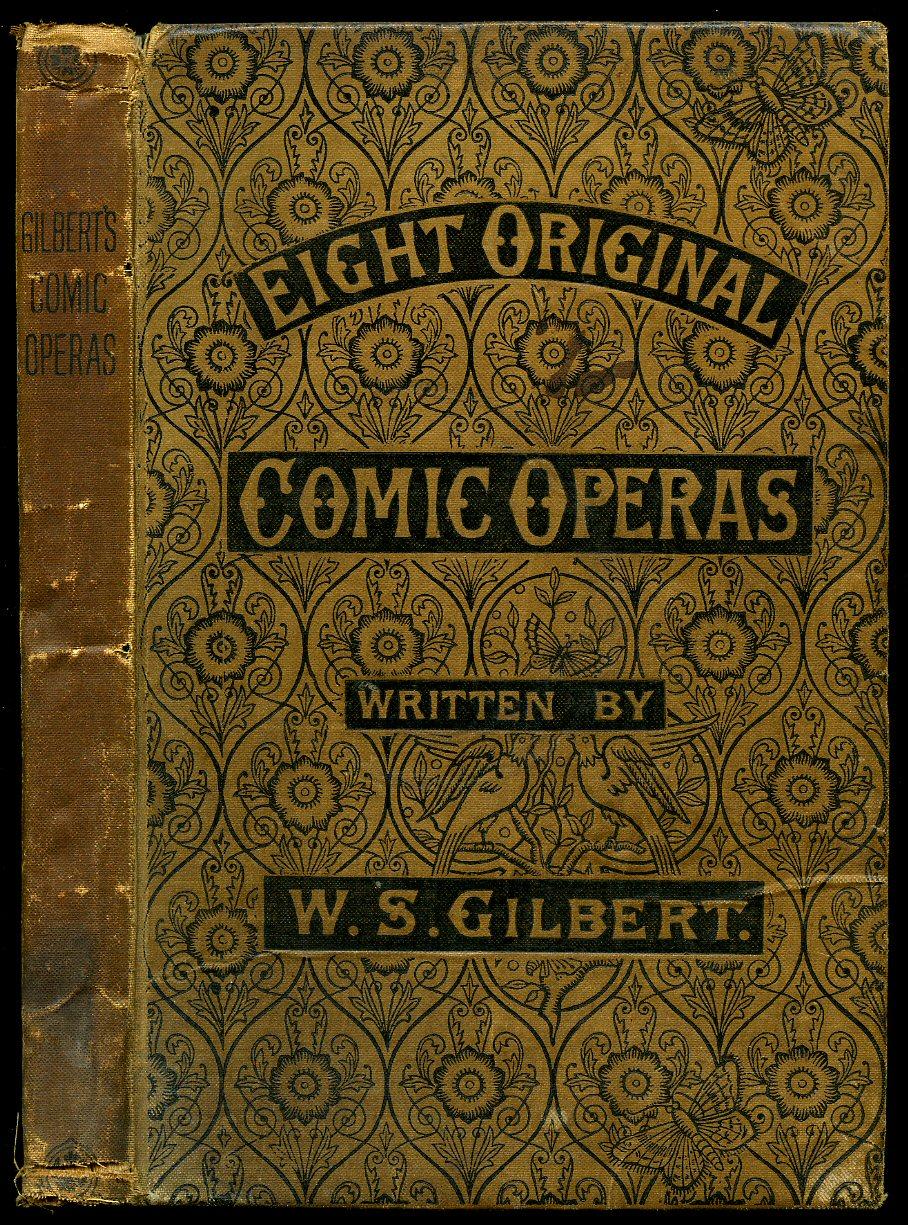 GILBERT'S
COMIC
OPERAS
EIGHT ORIGINAL
COMIC OPERAS
WRITTEN BY
W. S. GILBERT.